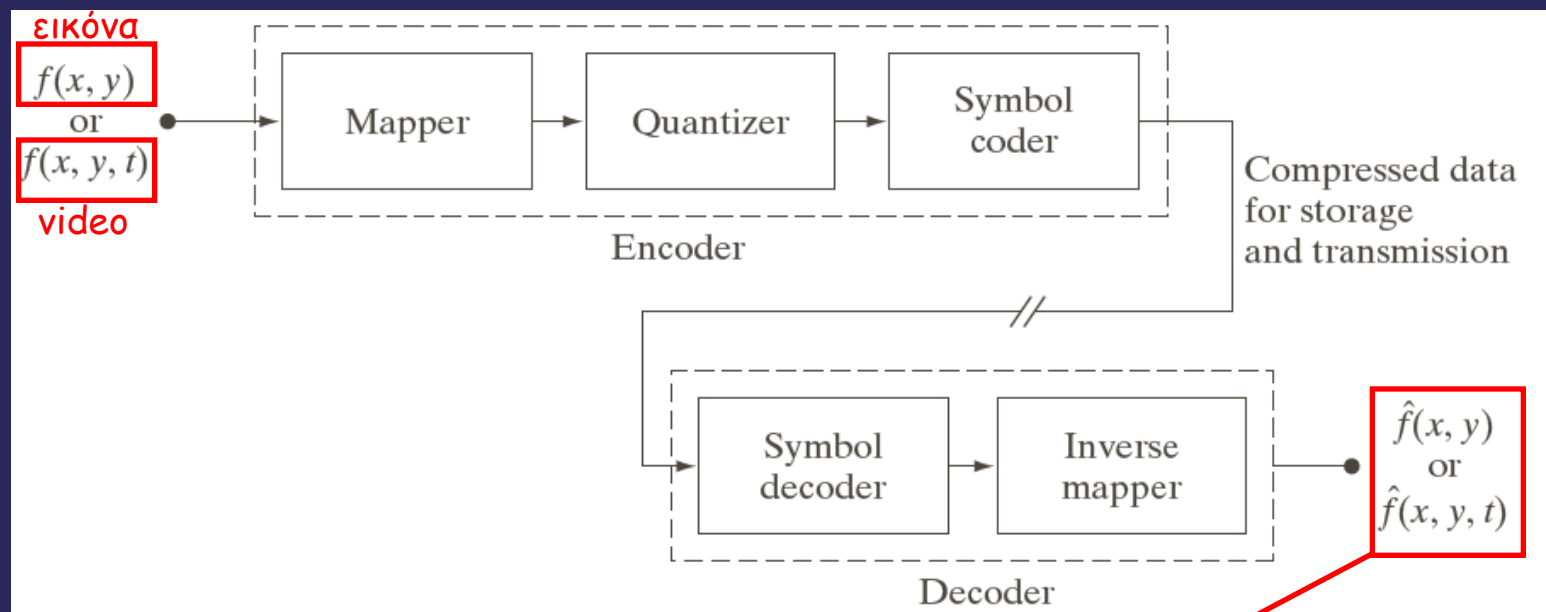 εικόνα
f(x, y)
or
f(x, y, t)
video
Mapper
Quantizer
Symbol
coder
Encoder
Compressed data
for storage
and transmission
Symbol
decoder
Inverse
mapper
Decoder
f̂(x, y)
or
f̂(x, y, t)